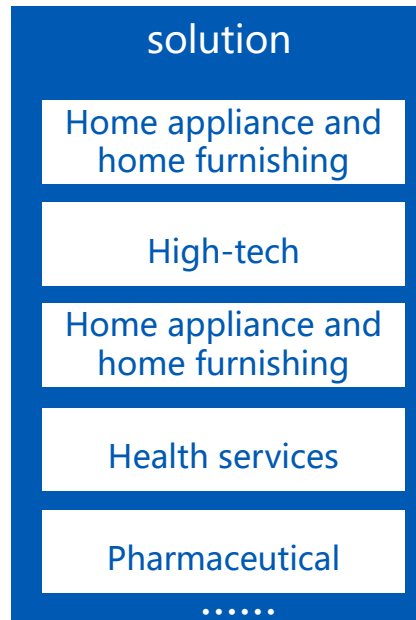 solution
Home appliance and
home furnishing
High-tech
Home appliance and
home furnishing
Health services
Pharmaceutical
......